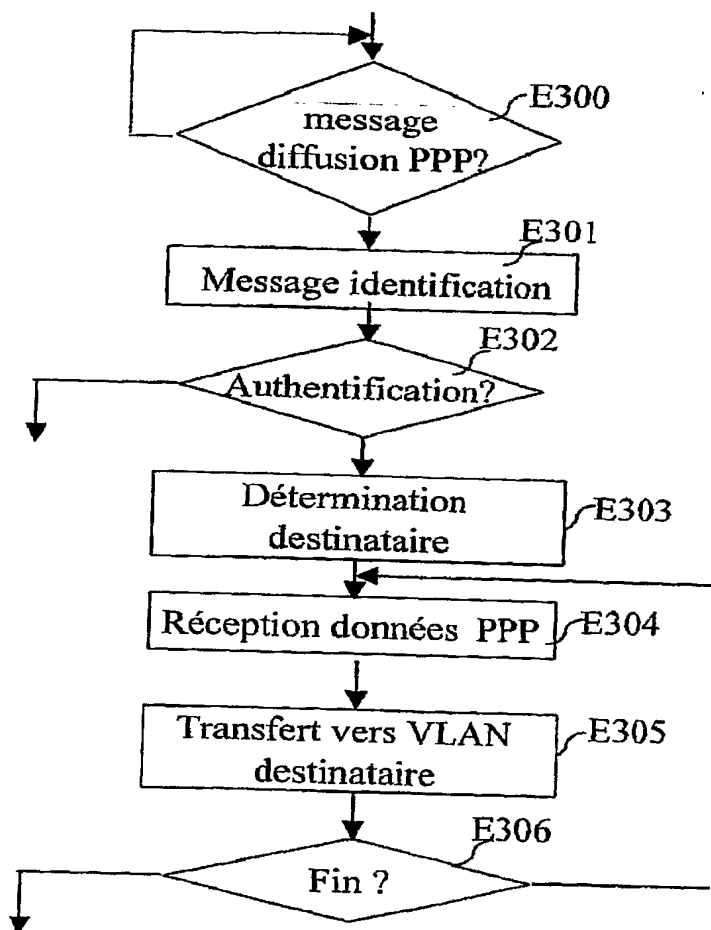 E300
message
diffusion PPP?
E301
Message identification
E302
Authentification?
Détermination
destinataire
E303
Réception données PPP
E304
Transfert vers VLAN
destinataire
E305
E306
Fin ?